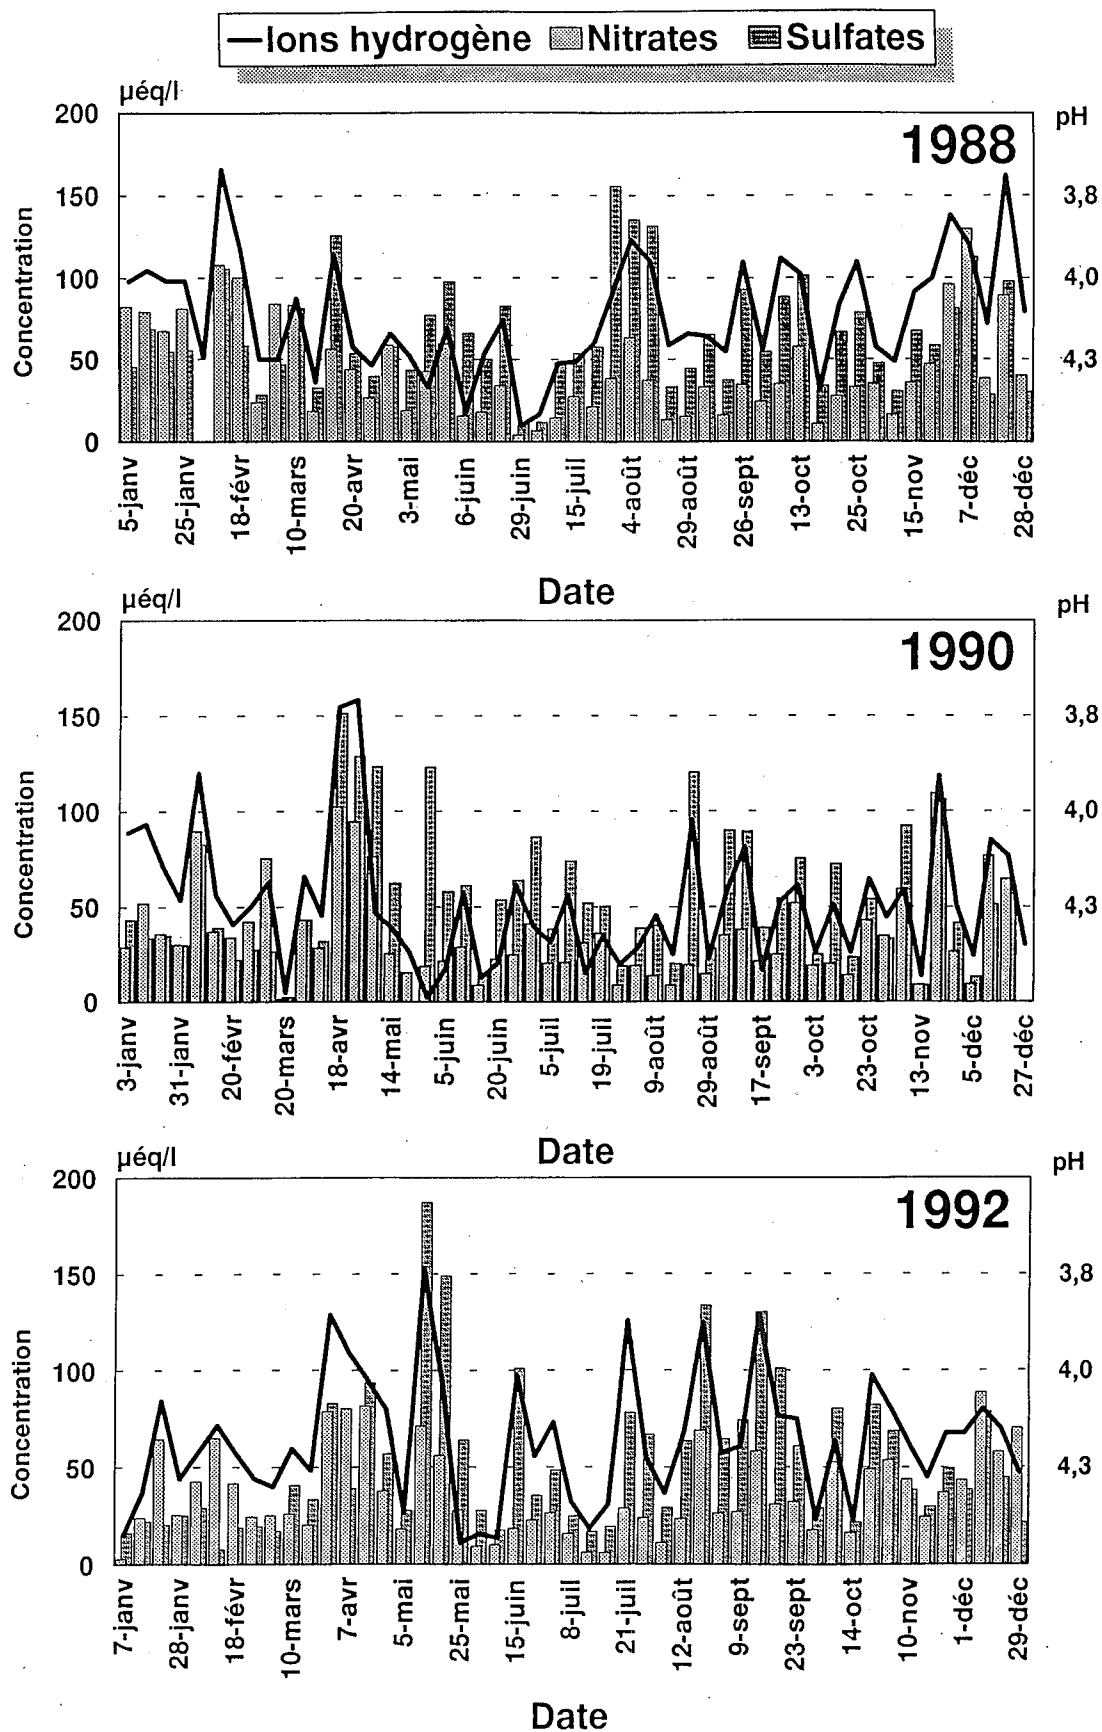 Ions hydrogène Nitrates Sulfates
µéq/l
pH
200
150
100
50
0
Concentration
1988
3,8
4,0
4,3
5-janv
25-janv
18-févr
10-mars
20-avr
3-mai
6-juin
29-juin
15-juil
4-août
29-août
26-sept
13-oct
25-oct
15-nov
7-déc
28-déc
Date
µéq/l
pH
200
150
100
50
0
Concentration
1990
3,8
4,0
4,3
3-janv
31-janv
20-févr
20-mars
18-avr
14-mai
5-juin
20-juin
5-juil
19-juil
9-août
29-août
17-sept
3-oct
23-oct
13-nov
5-déc
27-déc
Date
µéq/l
pH
200
150
100
50
0
Concentration
1992
3,8
4,0
4,3
7-janv
28-janv
18-févr
10-mars
7-avr
5-mai
25-mai
15-juin
8-juil
21-juil
12-août
9-sept
23-sept
14-oct
10-nov
1-déc
29-déc
Date